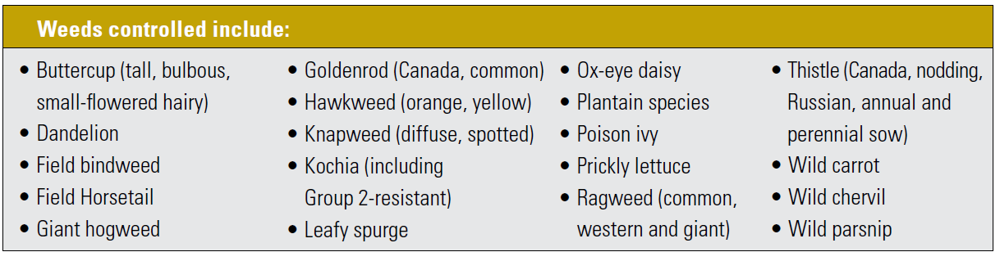 Weeds controlled include:
• Buttercup (tall, bulbous,
small-flowered hairy)
• Dandelion
• Field bindweed
• Field Horsetail
• Giant hogweed
• Goldenrod (Canada, common)
• Hawkweed (orange, yellow)
• Knapweed (diffuse, spotted)
• Kochia (including
Group 2-resistant)
• Leafy spurge
• Ox-eye daisy
• Plantain species
• Poison ivy
• Prickly lettuce
• Ragweed (common,
western and giant)
• Thistle (Canada, nodding,
Russian, annual and
perennial sow)
• Wild carrot
• Wild chervil
• Wild parsnip